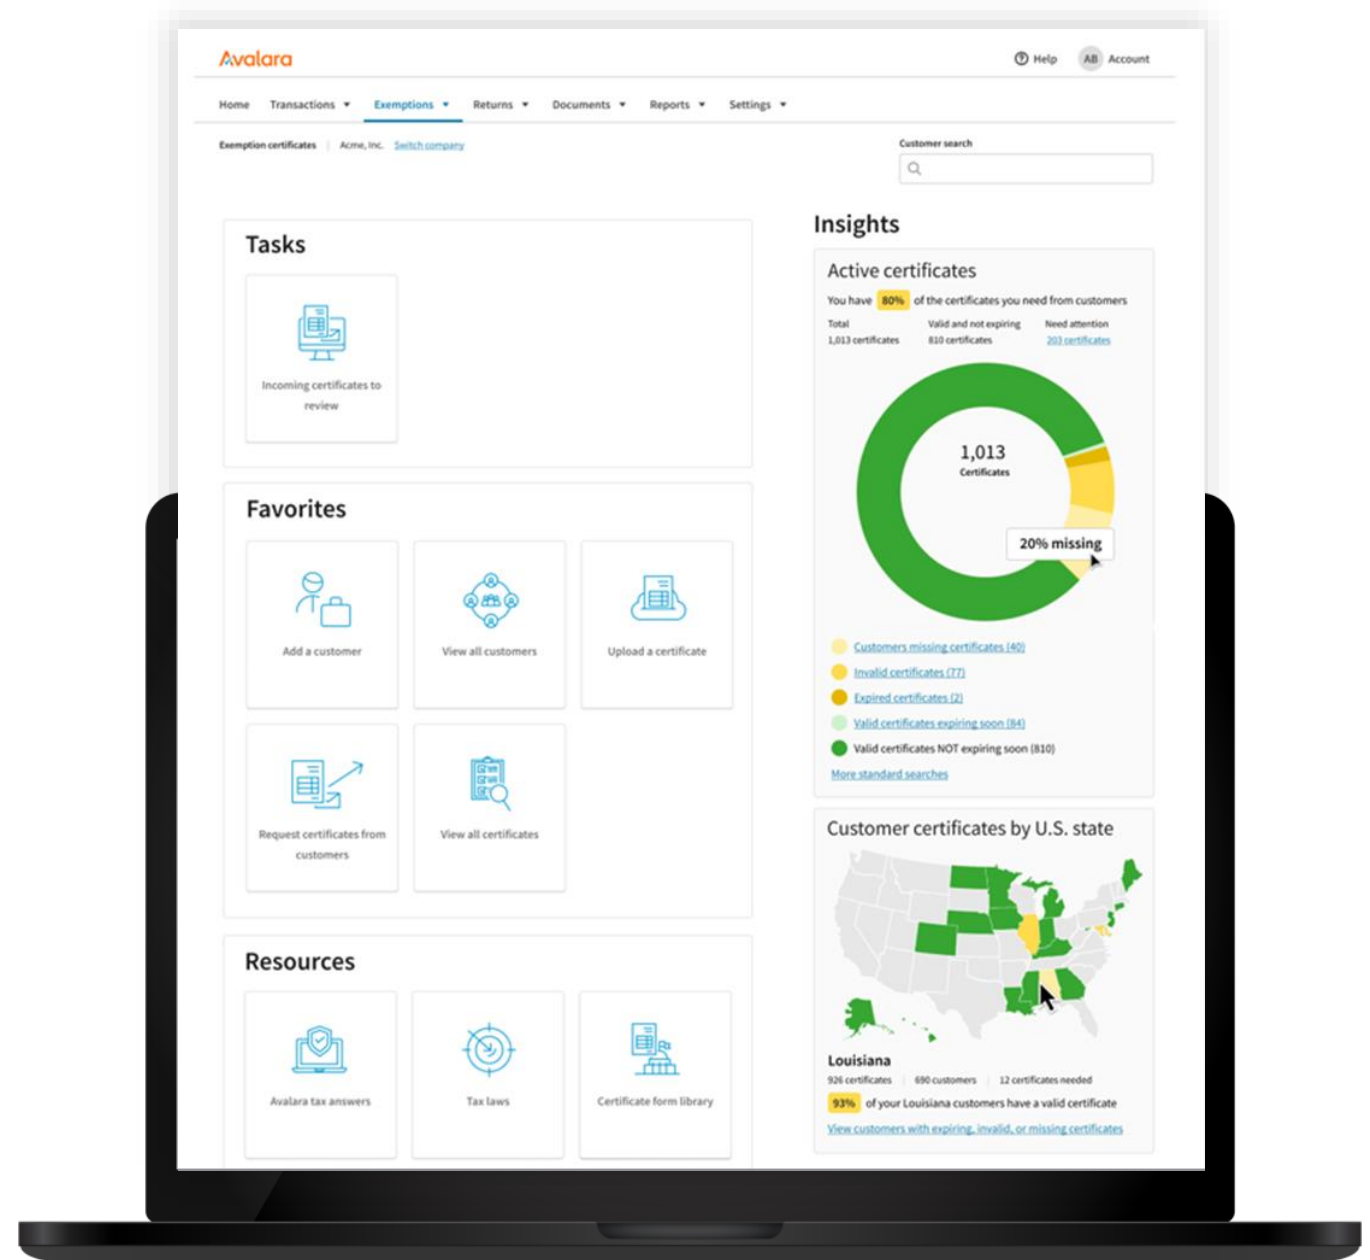 Avalara
Help
AB Account
Home Transactions Exemptions Returns Documents Reports Settings
Exemption certificates | Acme, Inc. Switch company
Customer search
Tasks
Incoming certificates to
review
Favorites
Add a customer
View all customers
Upload a certificate
Request certificates from
customers
View all certificates
Resources
Avalara tax answers
Tax laws
Certificate form library
Insights
Active certificates
You have 80% of the certificates you need from customers
Total Valid and not expiring Need attention
1,013 certificates 810 certificates 203 certificates
1,013
Certificates
20% missing
Customers missing certificates (40)
Invalid certificates (77)
Expired certificates (2)
Valid certificates expiring soon (84)
Valid certificates NOT expiring soon (810)
More standard searches
Customer certificates by U.S. state
Louisiana
926 certificates 690 customers 12 certificates needed
93% of your Louisiana customers have a valid certificate
View customers with expiring, invalid, or missing certificates